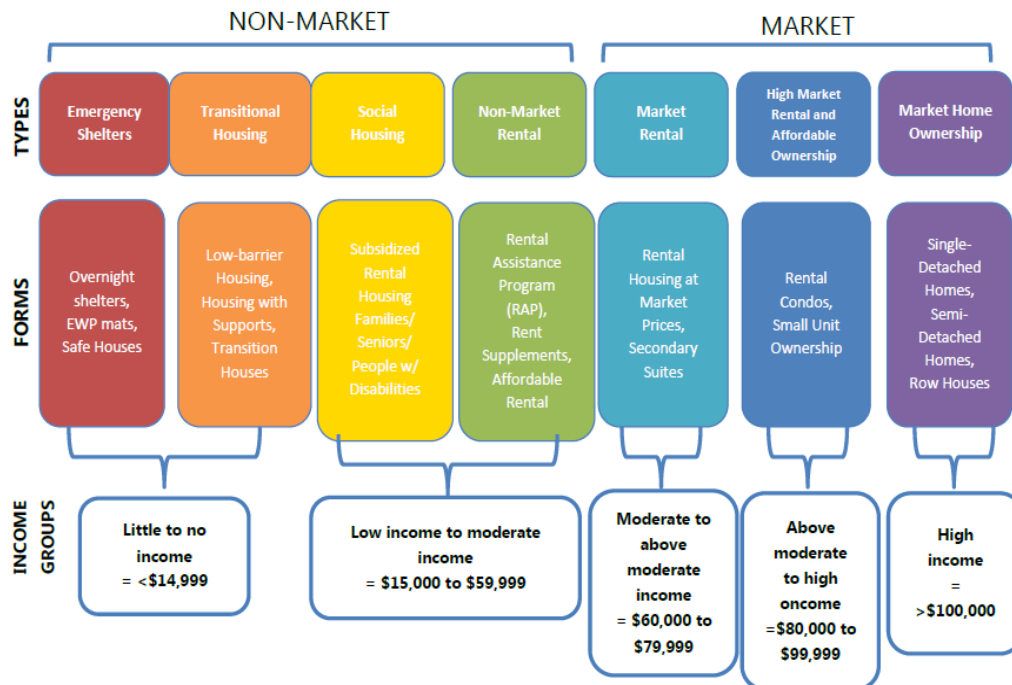 NON-MARKET
MARKET
TYPES
Emergency
Shelters
Transitional
Housing
Social
Housing
Non-Market
Rental
Market
Rental
High Market
Rental and
Affordable
Ownership
Market Home
Ownership
FORMS
Overnight
shelters,
EWP mats,
Safe Houses
Low-barrier
Housing,
Housing with
Supports,
Transition
Houses
Subsidized
Rental
Housing
Families/
Seniors/
People w/
Disabilities
Rental
Assistance
Program
(RAP),
Rent
Supplements,
Affordable
Rental
Rental
Housing at
Market
Prices,
Secondary
Suites
Rental
Condos,
Small Unit
Ownership
Single-
Detached
Homes,
Semi-
Detached
Homes,
Row Houses
INCOME
GROUPS
Little to no
income
= <$14,999
Low income to moderate
income
= $15,000 to $59,999
Moderate to
above
moderate
income
= $60,000 to
$79,999
Above
moderate
to high
oncome
=$80,000 to
$99,999
High
income
=
>$100,000